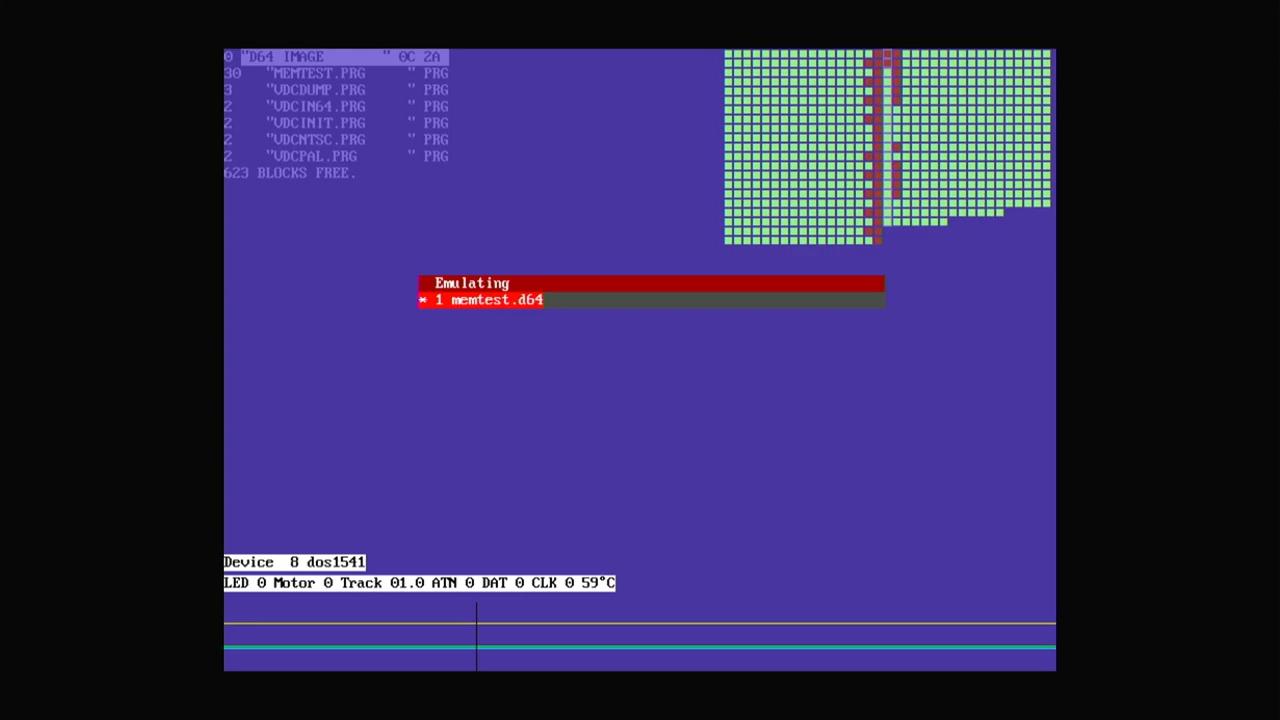 0 "D64 IMAGE " 0C 2A
30 "MEMTEST.PRG " PRG
3 "VDCDUMP.PRG " PRG
2 "VDCIN64.PRG " PRG
2 "VDCINIT.PRG " PRG
2 "VDCNTSC.PRG " PRG
2 "VDCPAL.PRG " PRG
623 BLOCKS FREE.
Emulating
* 1 memtest.d64
Device 8 dos1541
LED 0 Motor 0 Track 01.0 ATN 0 DAT 0 CLK 0 59°C